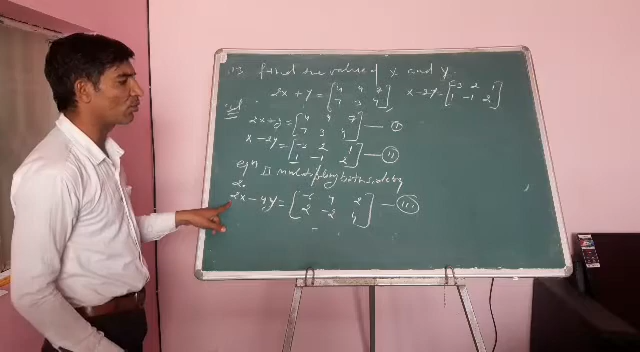 Q.3 find the value of x and y.
2x + y = [4 4 7 x - 2y = [-3 2 1
7 3 4] 1 -1 2]
Sol.
2x + y = [4 4 7
7 3 4] — (I)
x - 2y = [-3 2 1
1 -1 2] — (II)
eqn II multiplying both side by
2.
2x - 4y = [-6 4 2
2 -2 4] — (III)